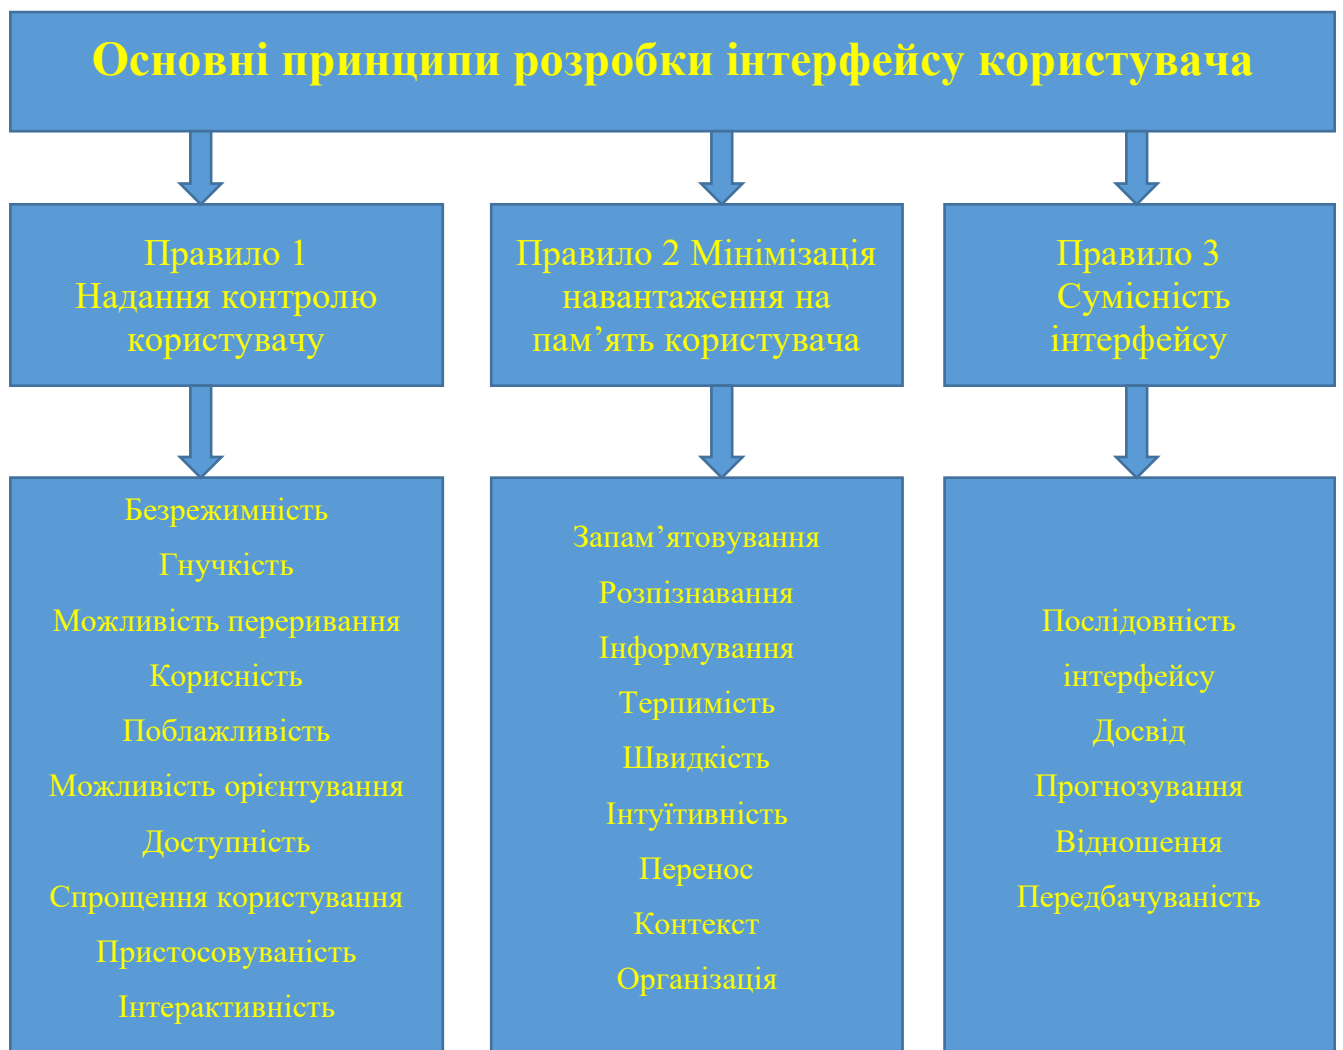 Основні принципи розробки інтерфейсу користувача
Правило 1
Надання контролю
користувачу
Правило 2 Мінімізація
навантаження на
пам’ять користувача
Правило 3
Сумісність
інтерфейсу
Безрежимність
Гнучкість
Можливість переривання
Корисність
Поблажливість
Можливість орієнтування
Доступність
Спрощення користування
Пристосовуваність
Інтерактивність
Запам’ятовування
Розпізнавання
Інформування
Терпимість
Швидкість
Інтуїтивність
Перенос
Контекст
Організація
Послідовність
інтерфейсу
Досвід
Прогнозування
Відношення
Передбачуваність